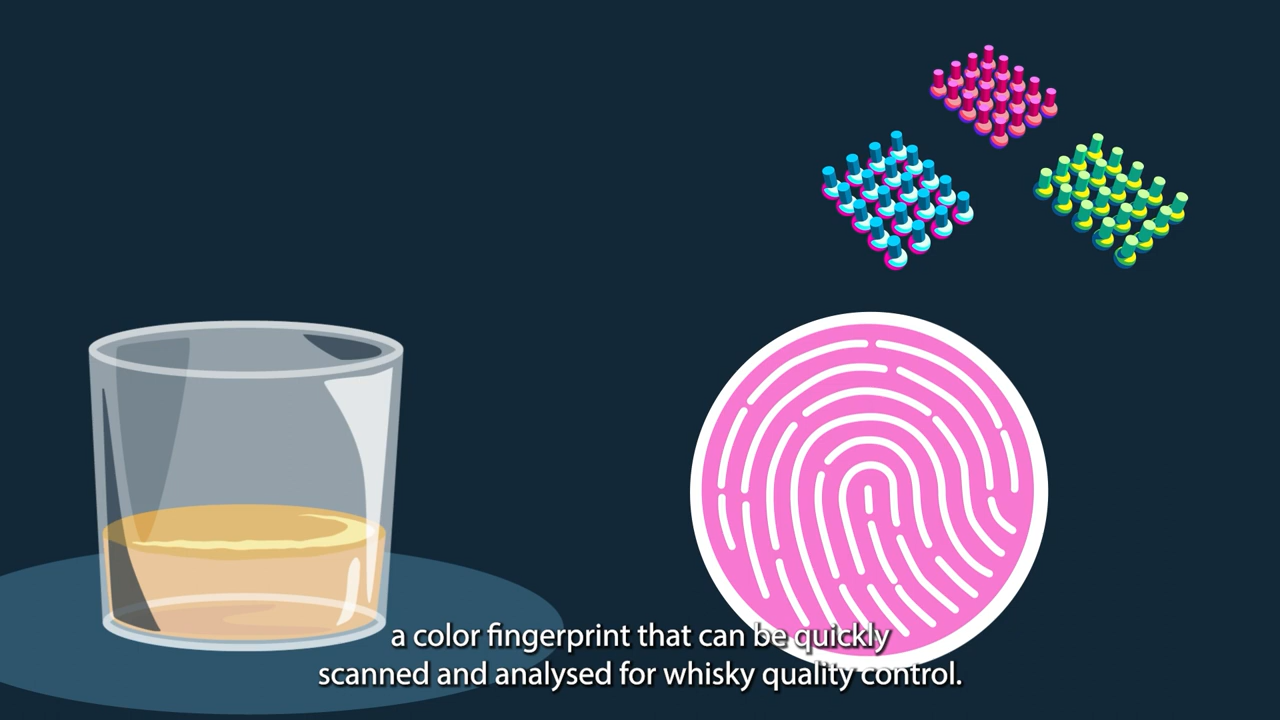 a color fingerprint that can be quickly
scanned and analysed for whisky quality control.